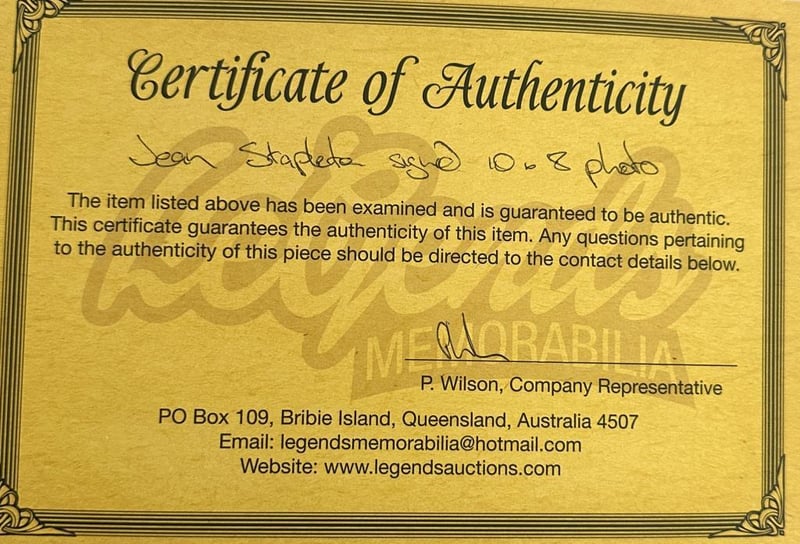 Certificate of Authenticity
Jean Stapleton signed 10 x 8 photo
The item listed above has been examined and is guaranteed to be authentic.
This certificate guarantees the authenticity of this item. Any questions pertaining
to the authenticity of this piece should be directed to the contact details below.
Legends
MEMORABILIA
P. Wilson, Company Representative
PO Box 109, Bribie Island, Queensland, Australia 4507
Email: legendsmemorabilia@hotmail.com
Website: www.legendsauctions.com